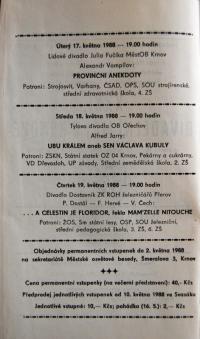 Úterý 17. května 1988 — 19.00 hodin
Lidové divadlo Julia Fučíka MěstOB Krnov
Alexandr Vampilov:
PROVINČNÍ ANEKDOTY
Patroni: Strojosvit, Varhany, ČSAD, OPS, SOU strojírenské,
střední zdravotnická škola, 4. ZŠ
Středa 18. května 1988 — 19.00 hodin
Tylovo divadlo OB Ořechov
Alfred Jarry:
UBU KRÁLEM aneb SEN VÁCLAVA KUBULY
Patroni: ZSKN, Státní statek OZ 04 Krnov, Pekárny a cukrárny,
VD Dřevozloh, UP závody, Střední zemědělská škola, 2. ZŠ
Čtvrtek 19. května 1988 — 19.00 hodin
Divadlo Dostavník ZK ROH železničářů Přerov
P. Dostál — F. Hervé — V. Čech:
... A CELESTIN JE FLORIDOR, řekla MAM'ZELLE NITOUCHE
Patroni: ŽOS, Sm státní lesy, OSP, SOU železniční,
střední pedagogická škola, 3. ZŠ, 6. ZŠ
Objednávky permanentních vstupenek do 2. května 1988
na sekretariátě Městské osvětové besedy, Šmeralova 3, Krnov
+++
Cena permanentní vstupenky (na večerní představení): 40,- Kčs
Předprodej jednotlivých vstupenek od 10. května 1988 na
Jednotlivé vstupné: 10,— Kčs; pohádka (16. 5.): 2,— Kčs